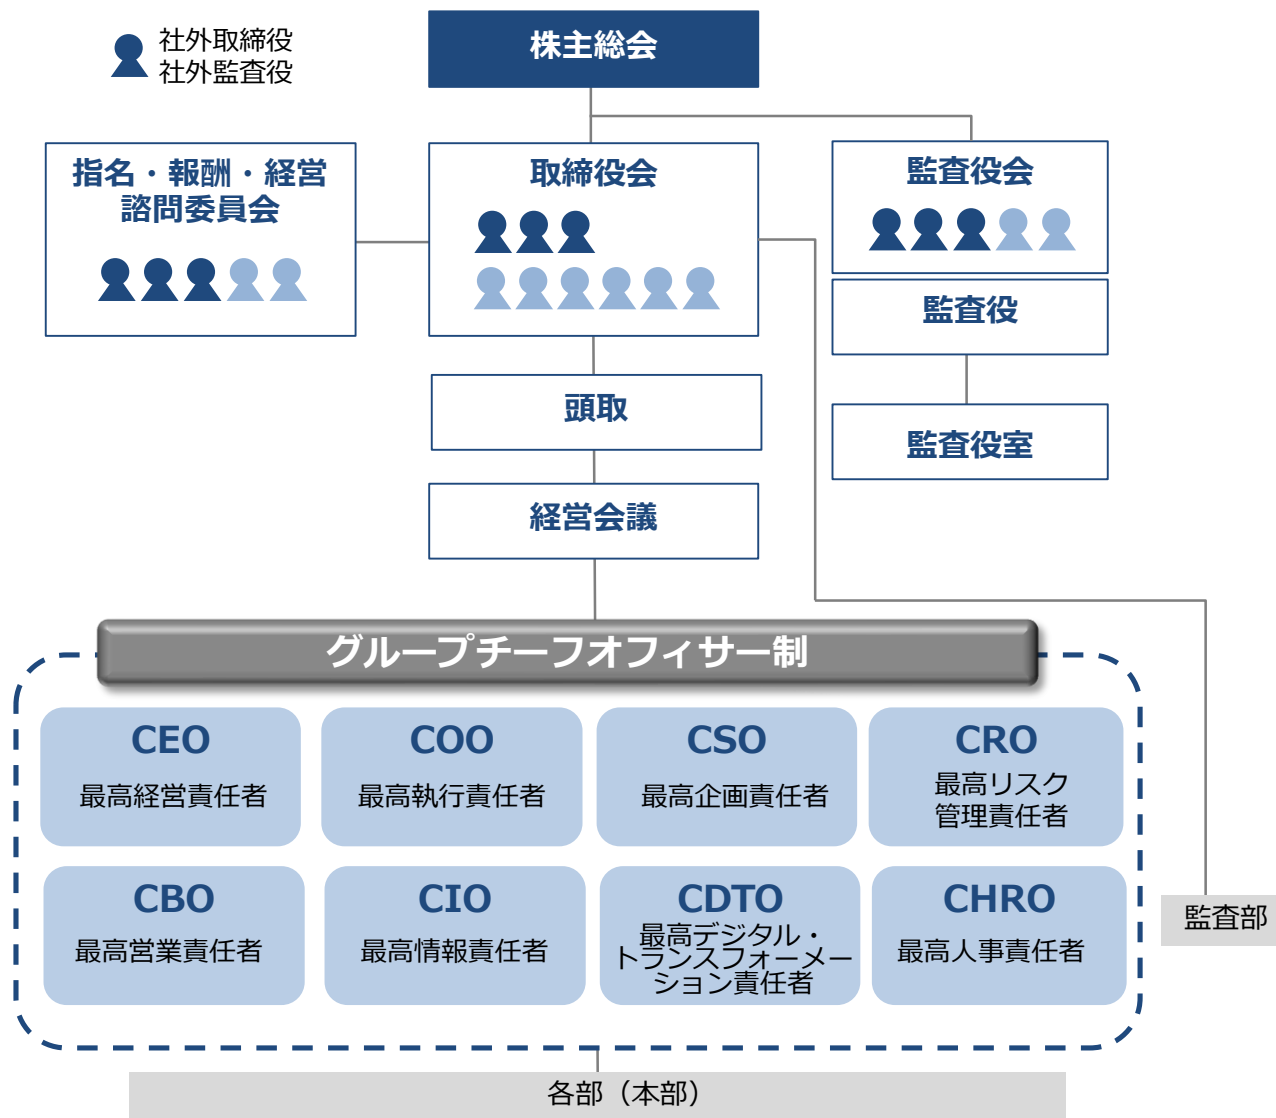 社外取締役
社外監査役
株主総会
指名・報酬・経営
諮問委員会
取締役会
監査役会
監査役
頭取
監査役室
経営会議
グループチーフオフィサー制
CEO
最高経営責任者
COO
最高執行責任者
CSO
最高企画責任者
CRO
最高リスク
管理責任者
CBO
最高営業責任者
CIO
最高情報責任者
CDTO
最高デジタル・
トランスフォーメー
ション責任者
CHRO
最高人事責任者
監査部
各部（本部）